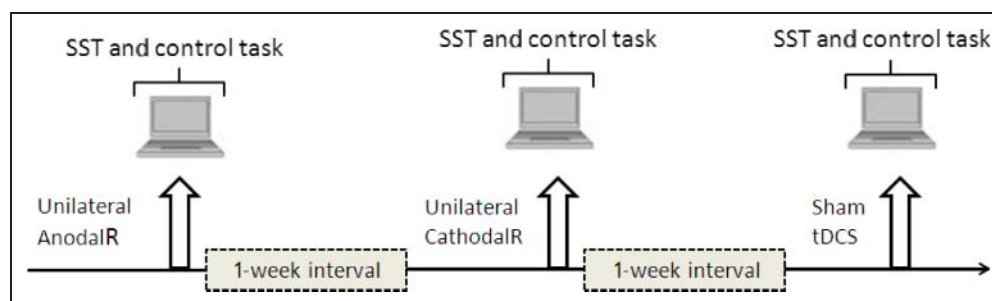 SST and control task
SST and control task
SST and control task
Unilateral
AnodalR
Unilateral
CathodalR
Sham
tDCS
1-week interval
1-week interval